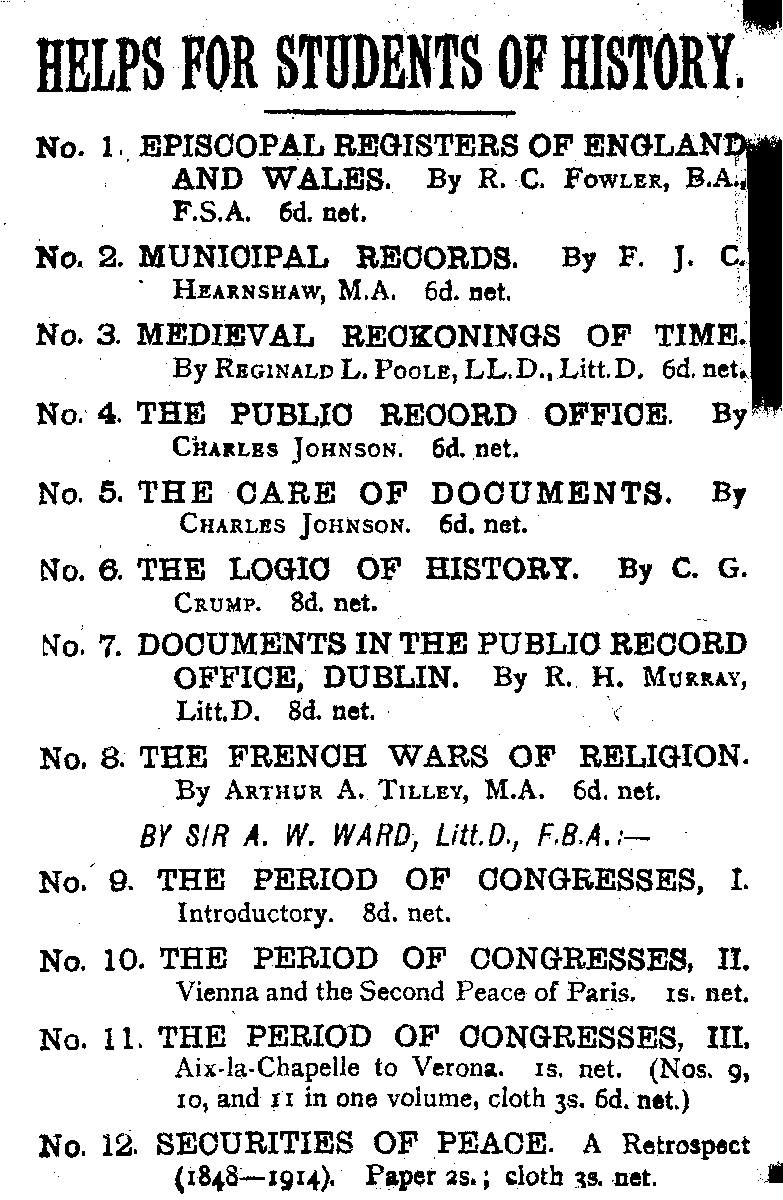 HELPS FOR STUDENTS OF HISTORY.
No. 1. EPISCOPAL REGISTERS OF ENGLAND
AND WALES. By R. C. FOWLER, B.A.,
F.S.A. 6d. net.
No. 2. MUNICIPAL RECORDS. By F. J. C.
HEARNSHAW, M.A. 6d. net.
No. 3. MEDIEVAL RECKONINGS OF TIME.
By REGINALD L. POOLE, LL.D., Litt.D. 6d. net.
No. 4. THE PUBLIC RECORD OFFICE. By
CHARLES JOHNSON. 6d. net.
No. 5. THE CARE OF DOCUMENTS. By
CHARLES JOHNSON. 6d. net.
No. 6. THE LOGIC OF HISTORY. By C. G.
CRUMP. 8d. net.
No. 7. DOCUMENTS IN THE PUBLIC RECORD
OFFICE, DUBLIN. By R. H. MURRAY,
Litt.D. 8d. net.
No. 8. THE FRENCH WARS OF RELIGION.
By ARTHUR A. TILLEY, M.A. 6d. net.
BY SIR A. W. WARD, Litt.D., F.B.A.:—
No. 9. THE PERIOD OF CONGRESSES, I.
Introductory. 8d. net.
No. 10. THE PERIOD OF CONGRESSES, II.
Vienna and the Second Peace of Paris. 1s. net.
No. 11. THE PERIOD OF CONGRESSES, III.
Aix-la-Chapelle to Verona. 1s. net. (Nos. 9,
10, and 11 in one volume, cloth 3s. 6d. net.)
No. 12. SECURITIES OF PEACE. A Retrospect
(1848—1914). Paper 2s.; cloth 3s. net.